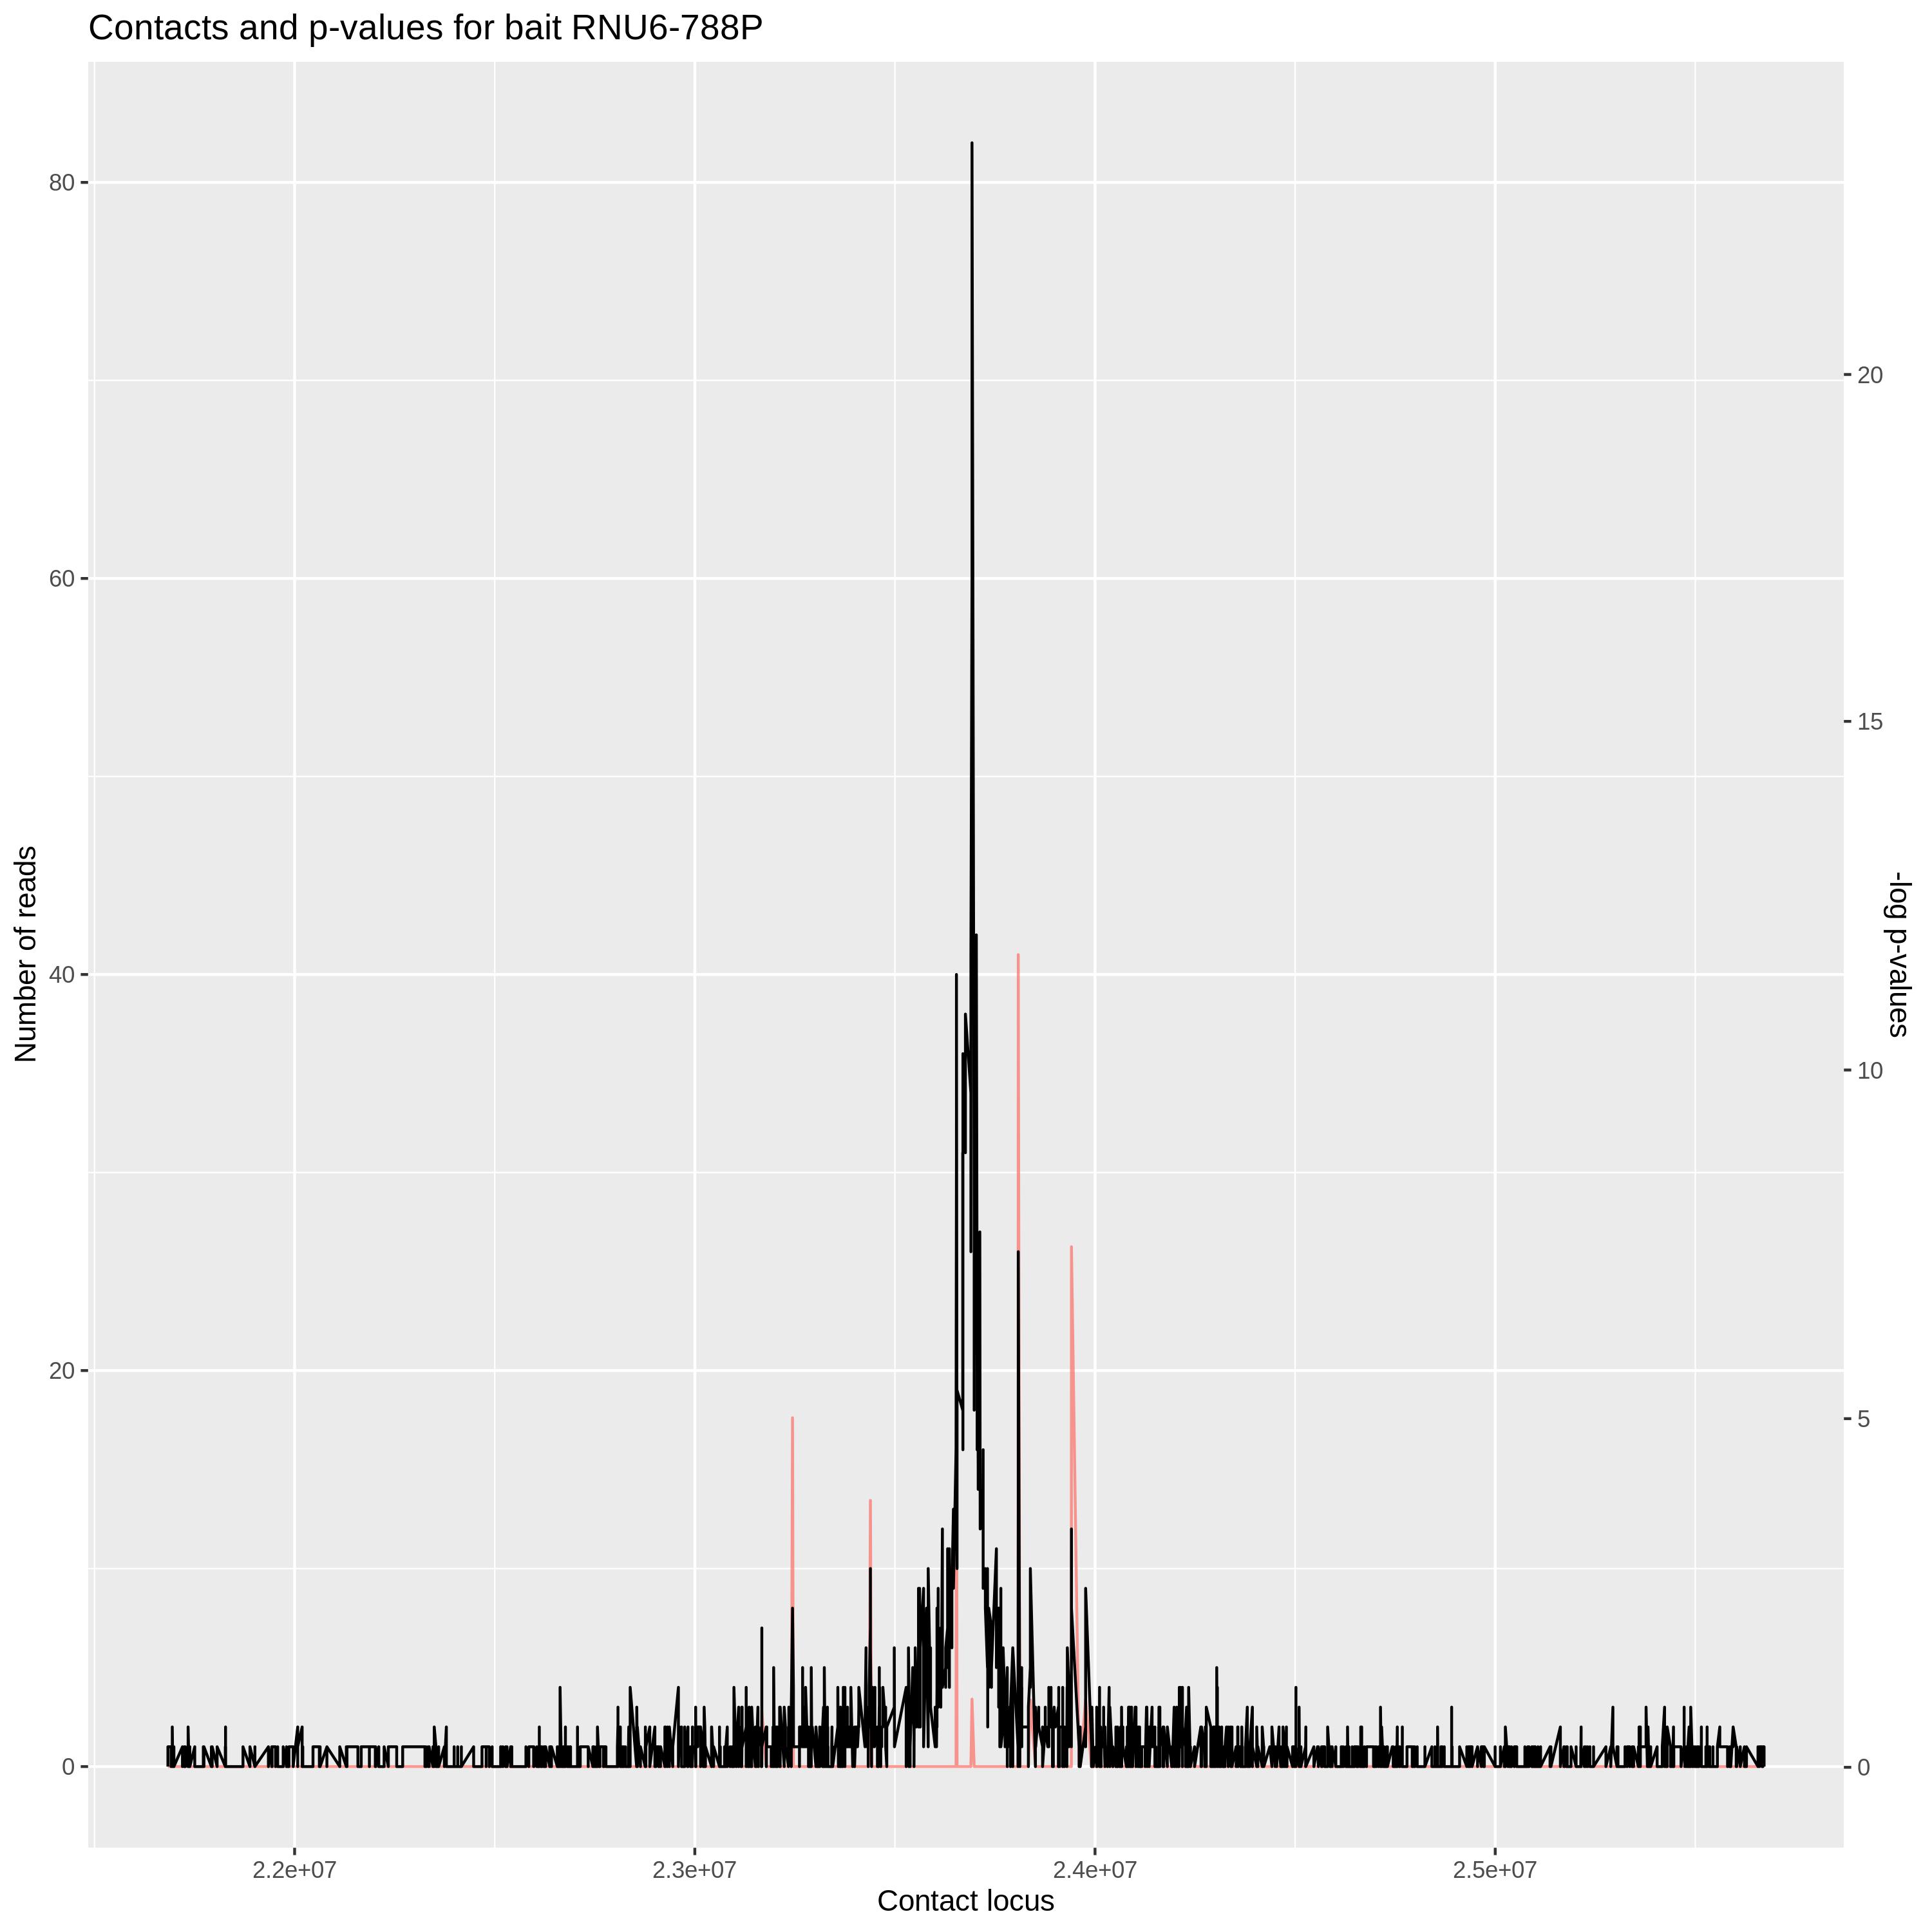 Contacts and p-values for bait RNU6-788P
80
60
40
20
0
Number of reads
20
15
10
5
0
-log p-values
2.2e+07 2.3e+07 2.4e+07 2.5e+07
Contact locus